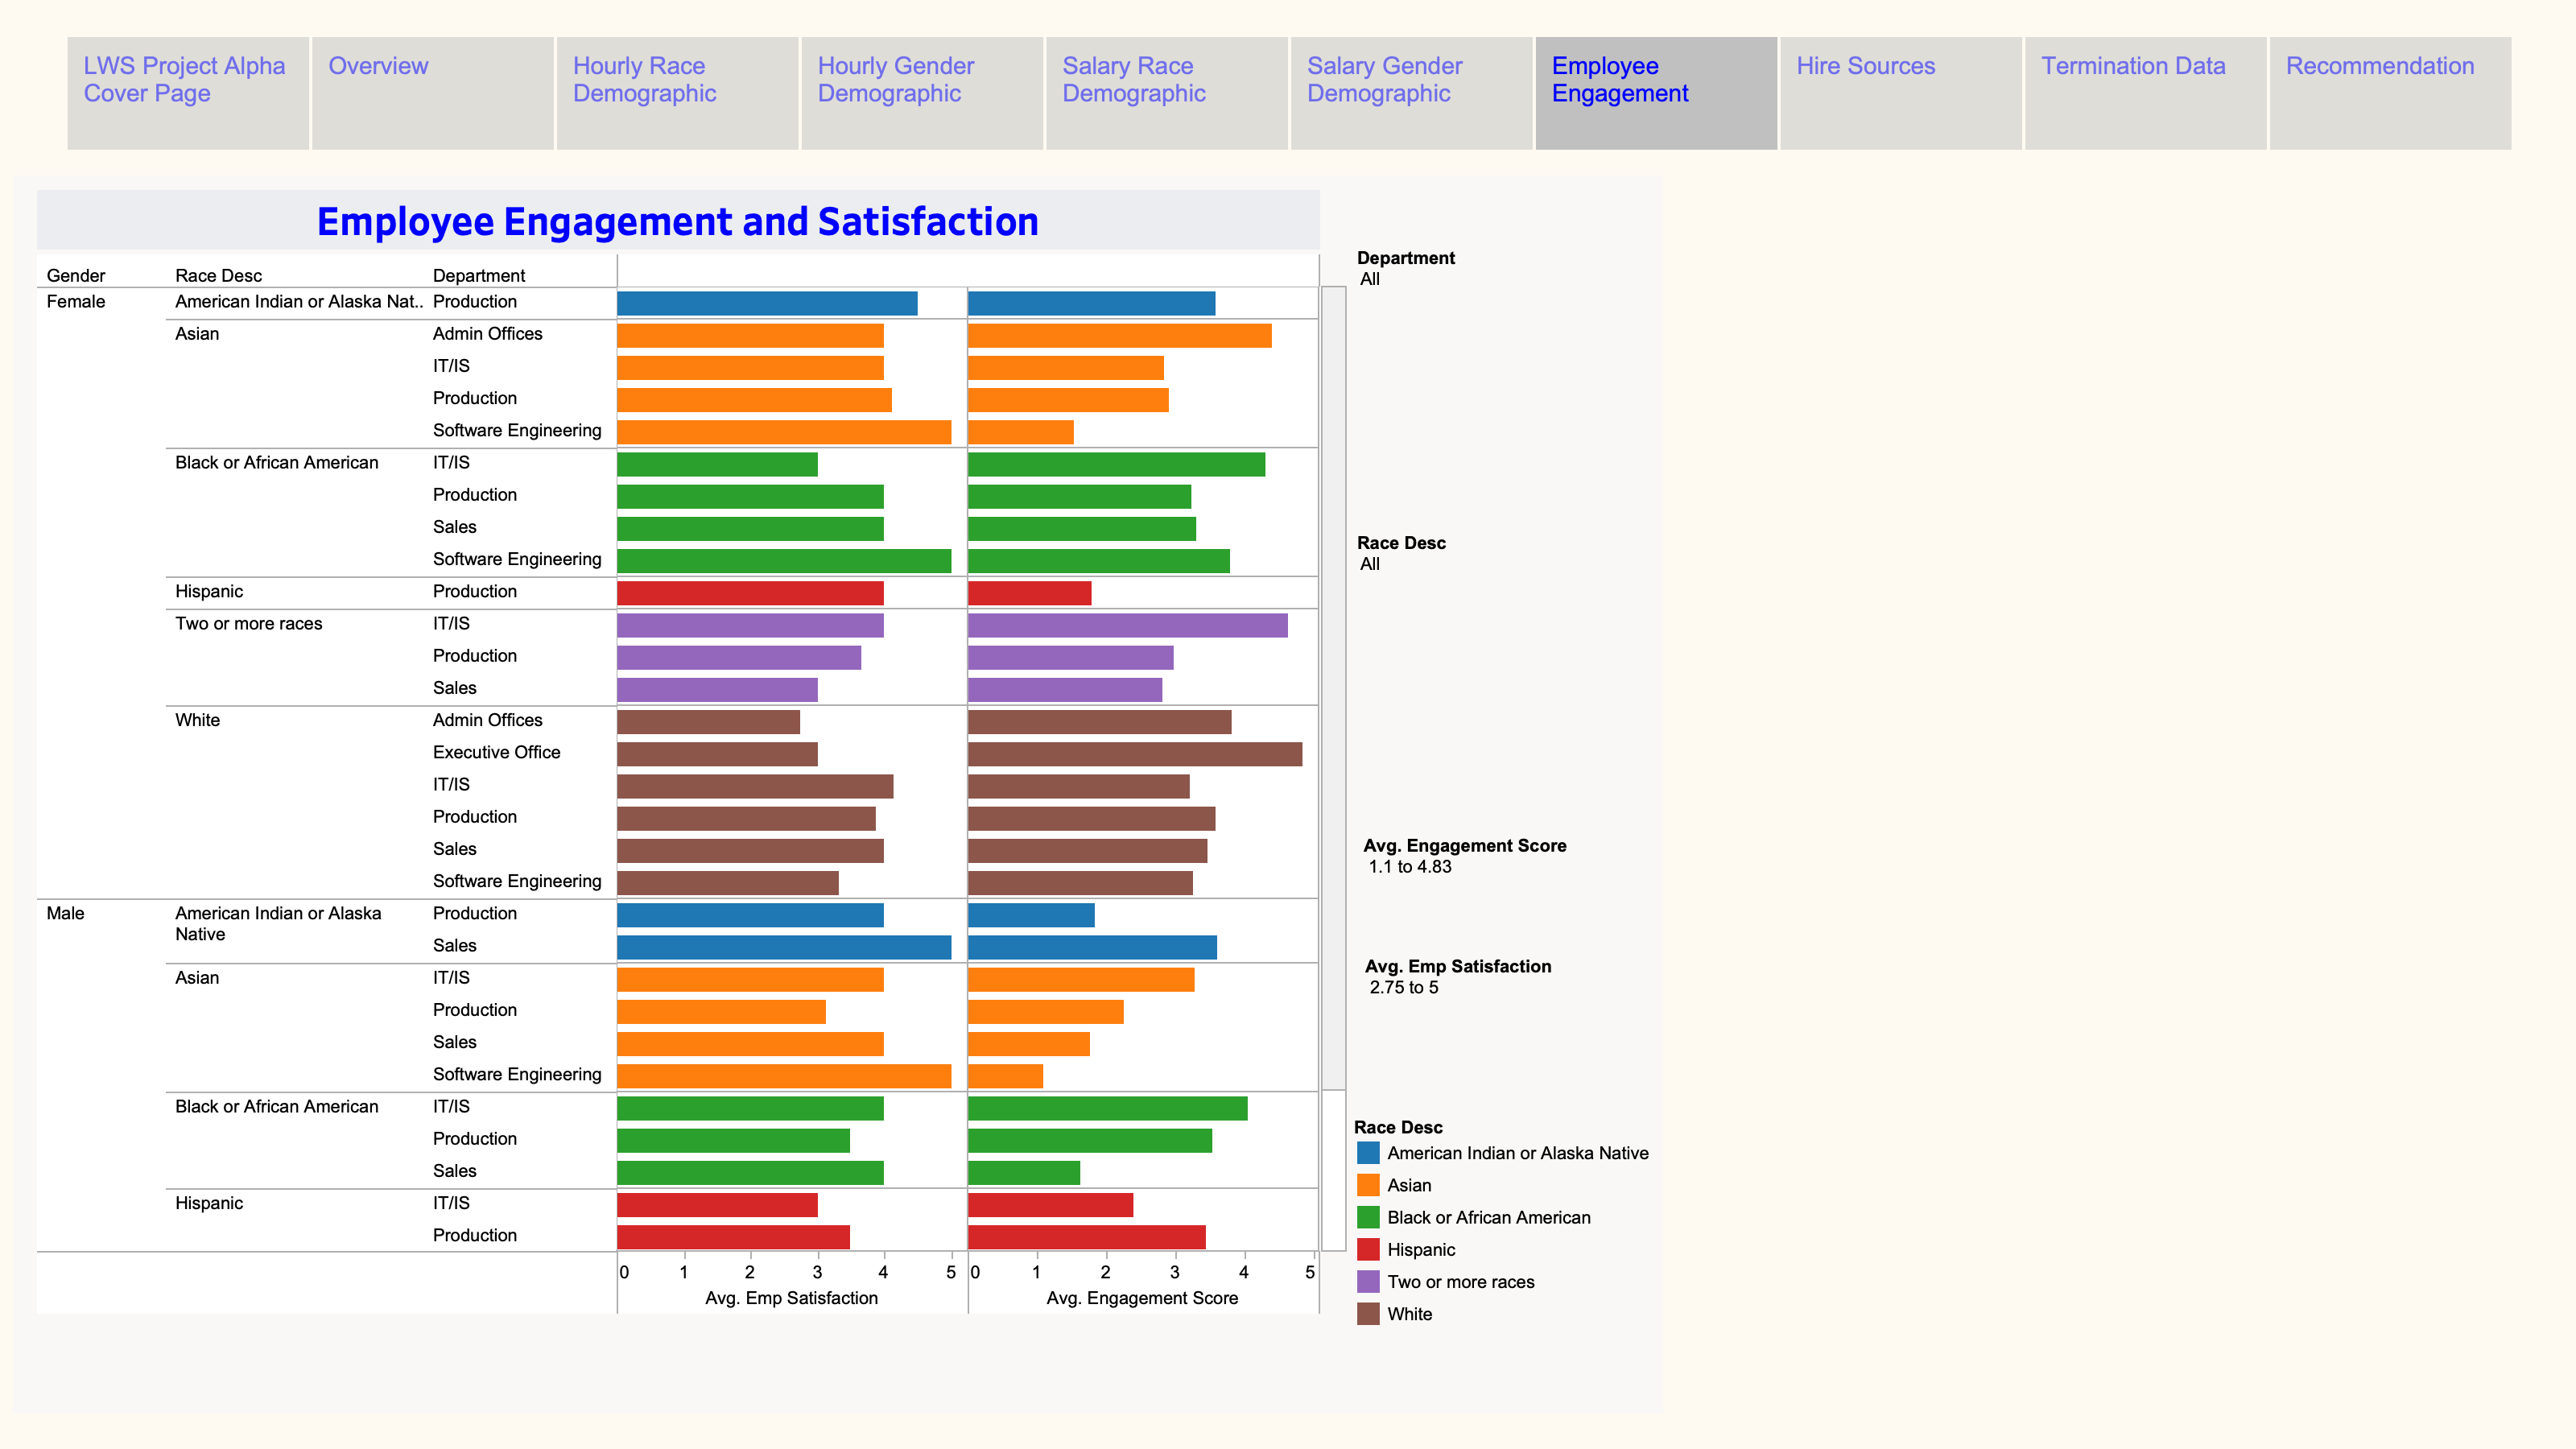 LWS Project Alpha
Cover Page
Overview
Hourly Race
Demographic
Hourly Gender
Demographic
Salary Race
Demographic
Salary Gender
Demographic
Employee
Engagement
Hire Sources
Termination Data
Recommendation
Employee Engagement and Satisfaction
Gender Race Desc Department
Female American Indian or Alaska Nat.. Production
Asian Admin Offices
IT/IS
Production
Software Engineering
Black or African American IT/IS
Production
Sales
Software Engineering
Hispanic Production
Two or more races IT/IS
Production
Sales
White Admin Offices
Executive Office
IT/IS
Production
Sales
Software Engineering
Male American Indian or Alaska Production
Native
Sales
Asian IT/IS
Production
Sales
Software Engineering
Black or African American IT/IS
Production
Sales
Hispanic IT/IS
Production
0 1 2 3 4 5 0 1 2 3 4 5
Avg. Emp Satisfaction Avg. Engagement Score
Department
All
Race Desc
All
Avg. Engagement Score
1.1 to 4.83
Avg. Emp Satisfaction
2.75 to 5
Race Desc
American Indian or Alaska Native
Asian
Black or African American
Hispanic
Two or more races
White